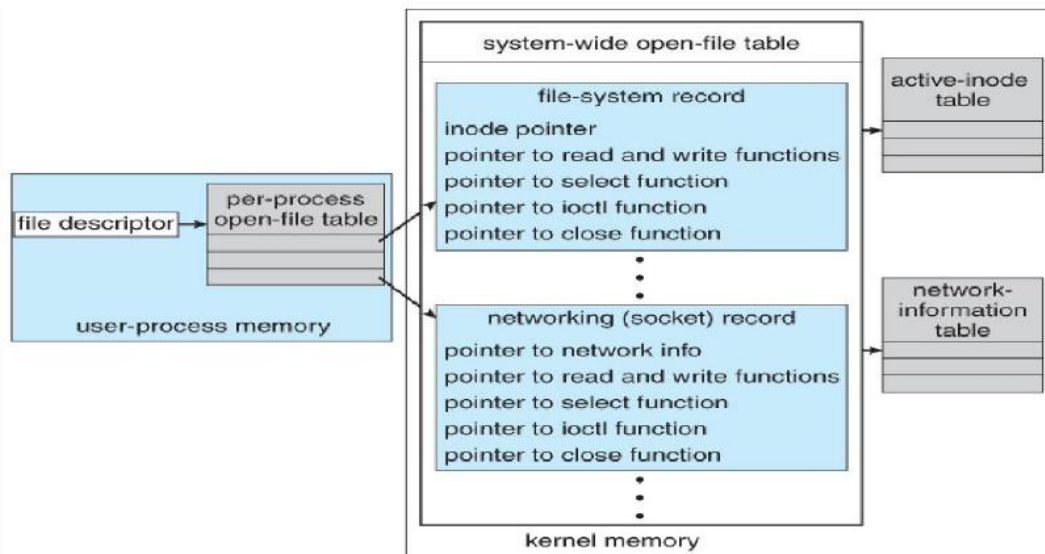 system-wide open-file table
file-system record
inode pointer
pointer to read and write functions
pointer to select function
pointer to ioctl function
pointer to close function
active-inode
table
per-process
open-file table
file descriptor
user-process memory
networking (socket) record
pointer to network info
pointer to read and write functions
pointer to select function
pointer to ioctl function
pointer to close function
network-
information
table
kernel memory